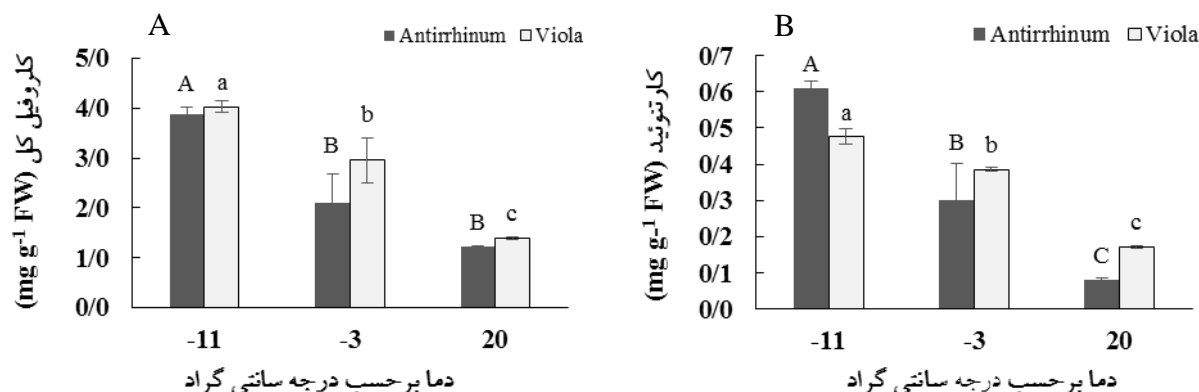 A
Antirrhinum Viola
کلروفیل کل
(mg g-1 FW)
5/0
4/0
3/0
2/0
1/0
0/0
A a
B b
B c
-11 -3 20
دما برحسب درجه سانتی گراد
B
Antirrhinum Viola
کارتنوئید
(mg g-1 FW)
0/7
0/6
0/5
0/4
0/3
0/2
0/1
0/0
A a
B b
C c
-11 -3 20
دما برحسب درجه سانتی گراد